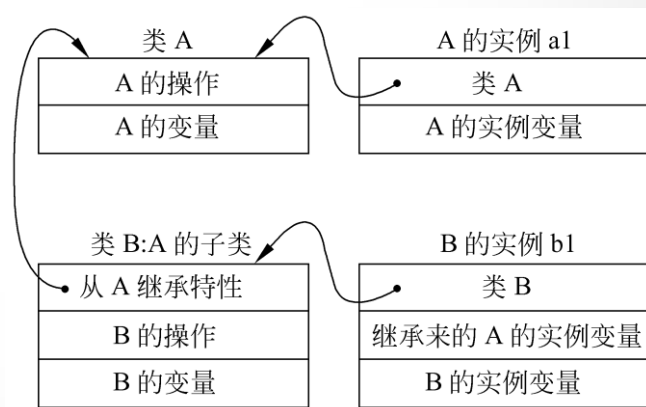 类 A
A 的实例 a1
A 的操作
类 A
A 的变量
A 的实例变量
类 B:A 的子类
B 的实例 b1
从 A 继承特性
类 B
B 的操作
继承来的 A 的实例变量
B 的变量
B 的实例变量